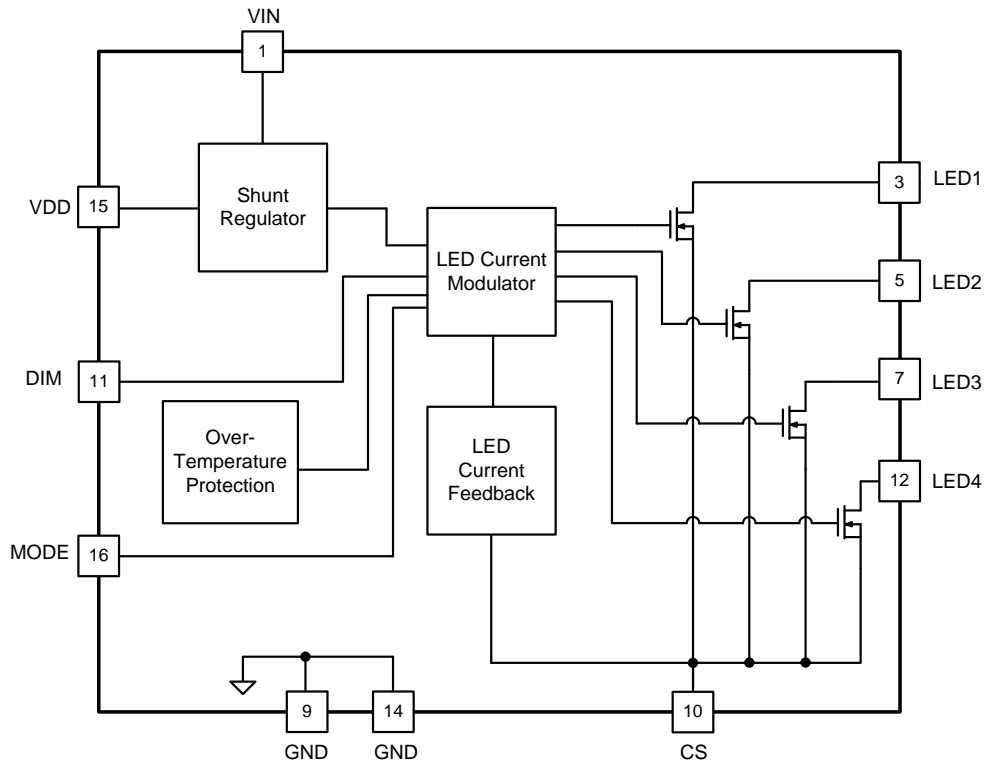 VIN
1
Shunt
Regulator
VDD
15
3
LED1
LED Current
Modulator
5
LED2
DIM
11
7
LED3
Over-
Temperature
Protection
LED
Current
Feedback
12
LED4
MODE
16
9
14
10
GND
GND
CS